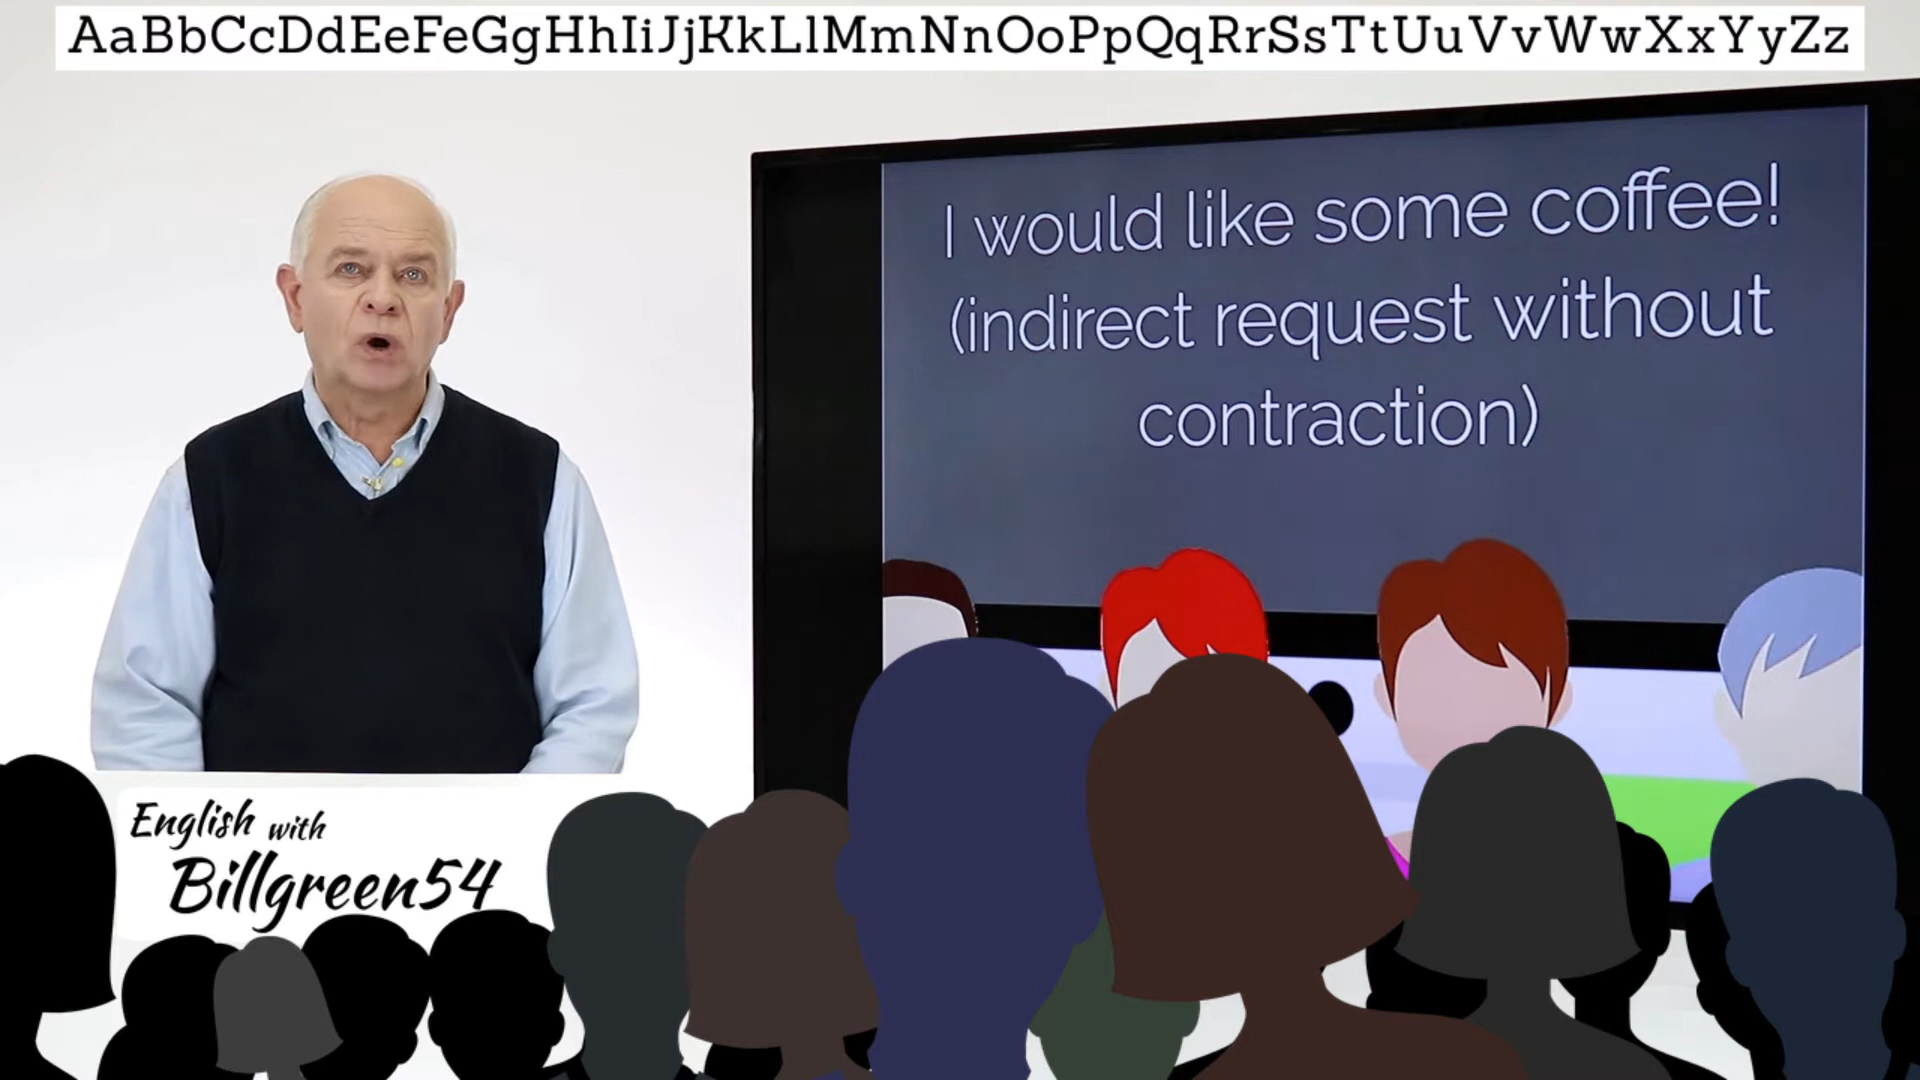 AaBbCcDdEeFeGgHhIiJjKkLlMmNnOoPpQqRrSsTtUuVvWwXxYyZz
I would like some coffee!
(indirect request without
contraction)
English with
Billgreen54